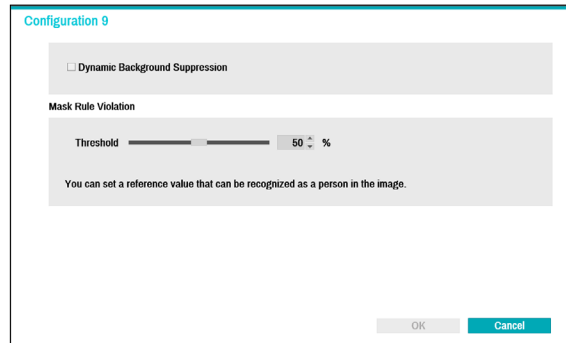 Configuration 9
Dynamic Background Suppression
Mask Rule Violation
Threshold 50 %
You can set a reference value that can be recognized as a person in the image.
OK Cancel